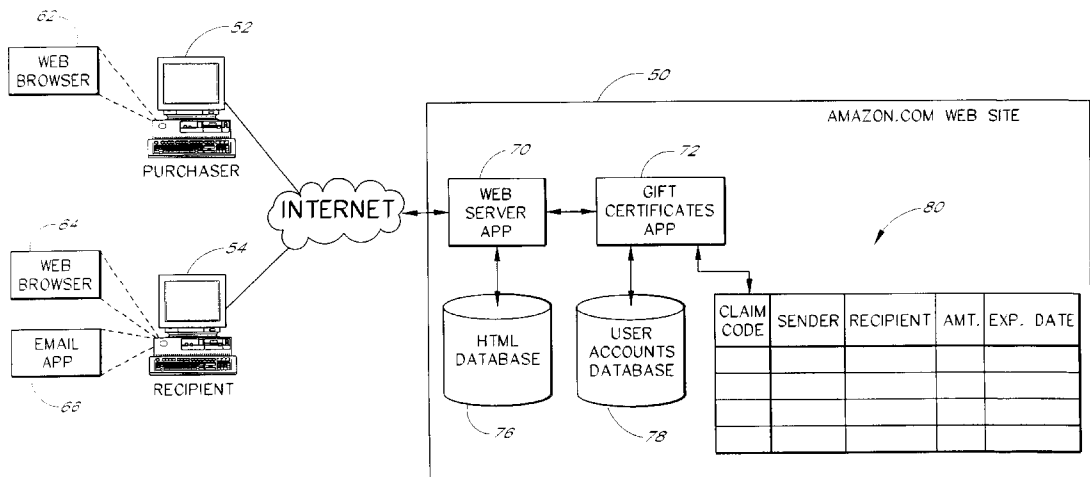 62
WEB
BROWSER
52
PURCHASER
64
WEB
BROWSER
54
EMAIL
APP
66
RECIPIENT
INTERNET
50
AMAZON.COM WEB SITE
70
WEB
SERVER
APP
72
GIFT
CERTIFICATES
APP
80
HTML
DATABASE
76
USER
ACCOUNTS
DATABASE
78
CLAIM
CODE
SENDER
RECIPIENT
AMT.
EXP. DATE